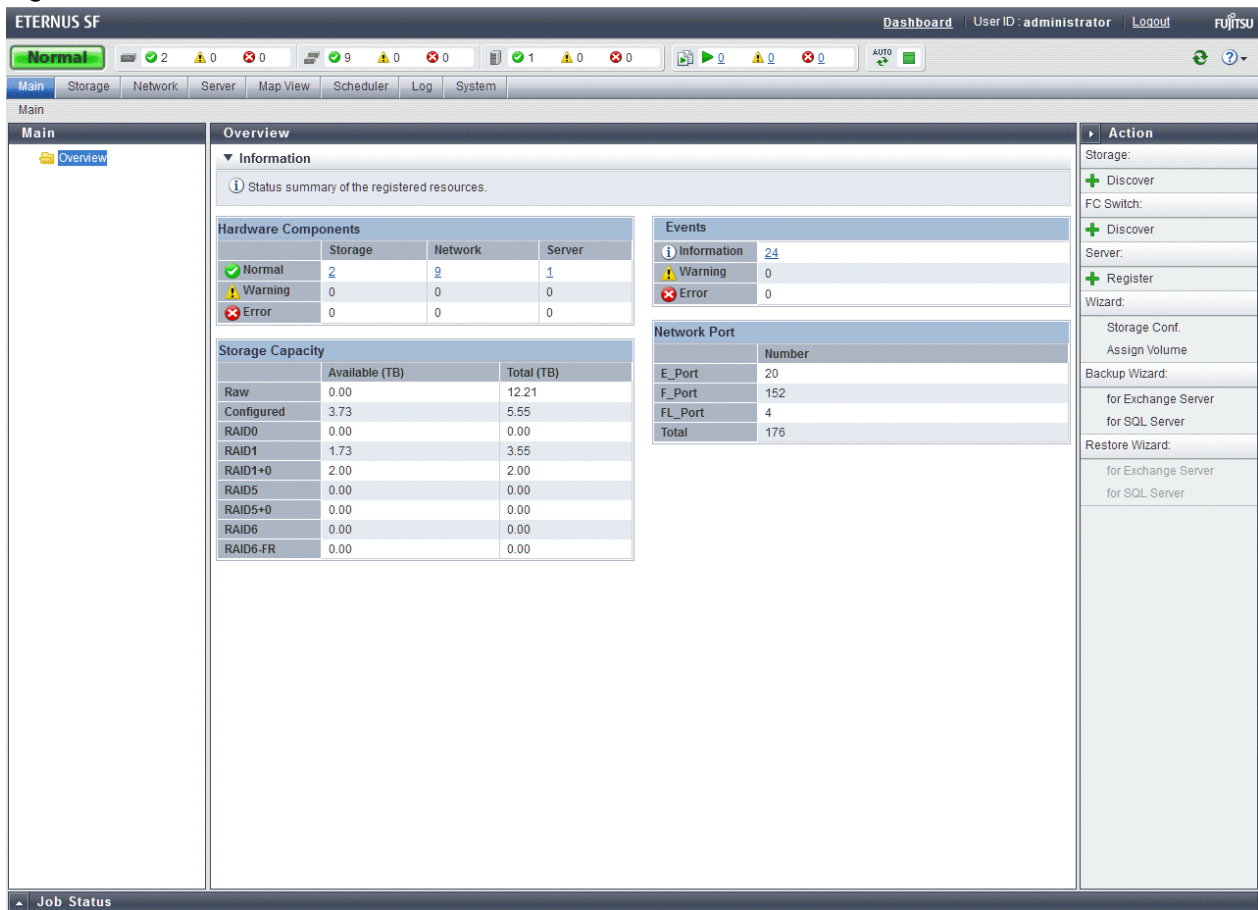 ETERNUS SF Dashboard User ID : administrator Logout FUJITSU
Normal 2 0 0 9 0 0 1 0 0 0 0 0 AUTO
Main Storage Network Server Map View Scheduler Log System
Main
Main
Overview
Overview
Information
Status summary of the registered resources.
Hardware Components
Storage Network Server
Normal 2 9 1
Warning 0 0 0
Error 0 0 0
Storage Capacity
Available (TB) Total (TB)
Raw 0.00 12.21
Configured 3.73 5.55
RAID0 0.00 0.00
RAID1 1.73 3.55
RAID1+0 2.00 2.00
RAID5 0.00 0.00
RAID5+0 0.00 0.00
RAID6 0.00 0.00
RAID6-FR 0.00 0.00
Events
Information 24
Warning 0
Error 0
Network Port
Number
E_Port 20
F_Port 152
FL_Port 4
Total 176
Action
Storage:
Discover
FC Switch:
Discover
Server:
Register
Wizard:
Storage Conf.
Assign Volume
Backup Wizard:
for Exchange Server
for SQL Server
Restore Wizard:
for Exchange Server
for SQL Server
Job Status